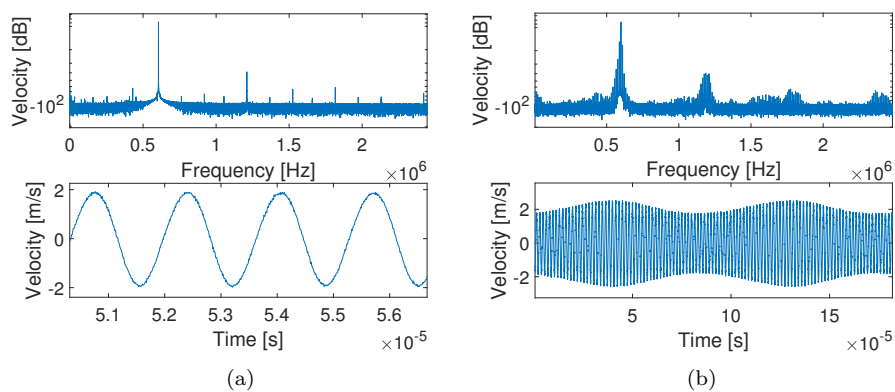 (a)
Velocity [dB]
-10²
0 0.5 1 1.5 2
Frequency [Hz] ×10⁶
Velocity [m/s]
2
0
-2
5.1 5.2 5.3 5.4 5.5 5.6
Time [s] ×10⁻⁵
(a)
(b)
Velocity [dB]
-10²
0.5 1 1.5 2
Frequency [Hz] ×10⁶
Velocity [m/s]
2
0
-2
5 10 15
Time [s] ×10⁻⁵
(b)